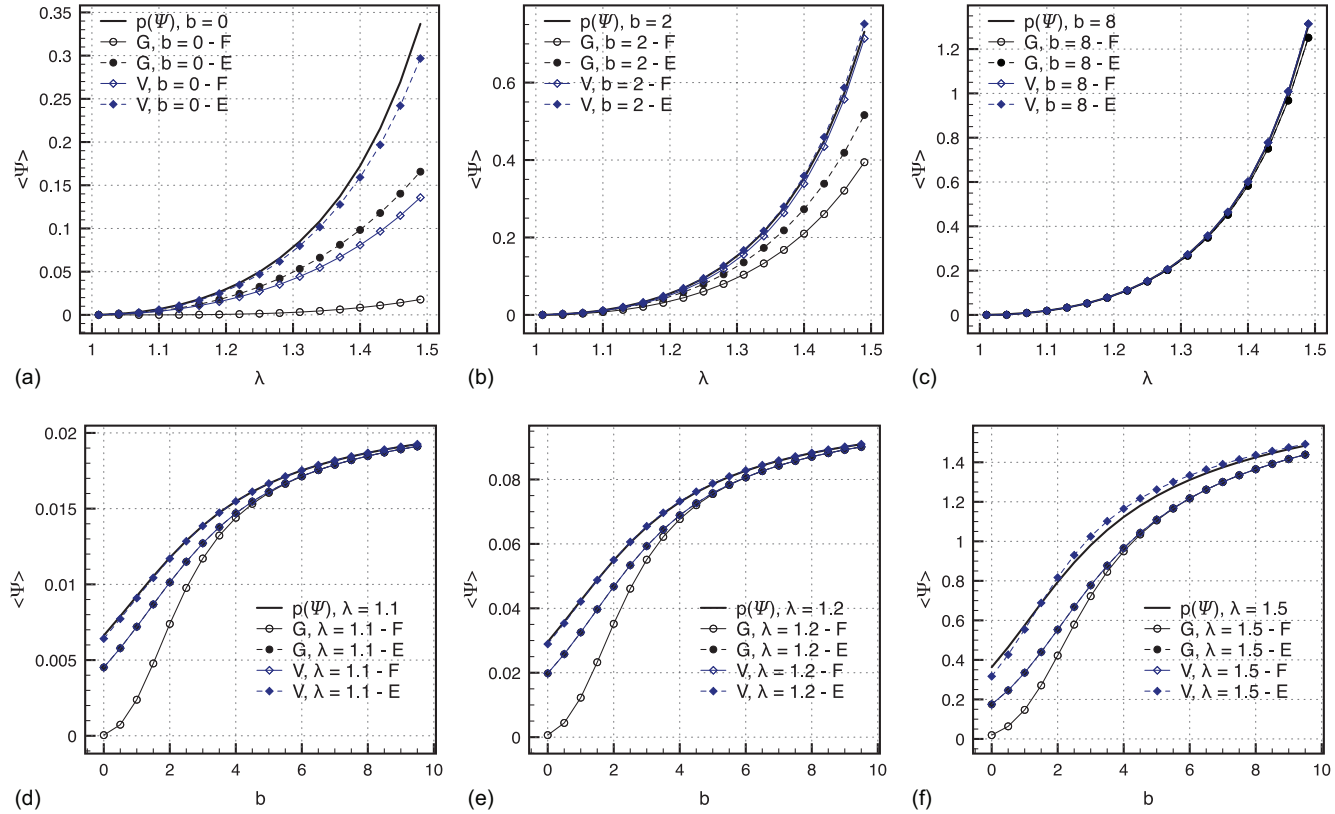 p(Ψ), b = 0
G, b = 0 - F
G, b = 0 - E
V, b = 0 - F
V, b = 0 - E
0.35
0.3
0.25
0.2
0.15
0.1
0.05
0
<Ψ>
1 1.1 1.2 1.3 1.4 1.5
(a) λ
p(Ψ), b = 2
G, b = 2 - F
G, b = 2 - E
V, b = 2 - F
V, b = 2 - E
0.6
0.4
0.2
0
<Ψ>
1 1.1 1.2 1.3 1.4 1.5
(b) λ
p(Ψ), b = 8
G, b = 8 - F
G, b = 8 - E
V, b = 8 - F
V, b = 8 - E
1.2
1
0.8
0.6
0.4
0.2
0
<Ψ>
1 1.1 1.2 1.3 1.4 1.5
(c) λ
0.02
0.015
0.01
0.005
0
<Ψ>
p(Ψ), λ = 1.1
G, λ = 1.1 - F
G, λ = 1.1 - E
V, λ = 1.1 - F
V, λ = 1.1 - E
0 2 4 6 8 10
(d) b
0.08
0.06
0.04
0.02
0
<Ψ>
p(Ψ), λ = 1.2
G, λ = 1.2 - F
G, λ = 1.2 - E
V, λ = 1.2 - F
V, λ = 1.2 - E
0 2 4 6 8 10
(e) b
1.4
1.2
1
0.8
0.6
0.4
0.2
0
<Ψ>
p(Ψ), λ = 1.5
G, λ = 1.5 - F
G, λ = 1.5 - E
V, λ = 1.5 - F
V, λ = 1.5 - E
0 2 4 6 8 10
(f) b